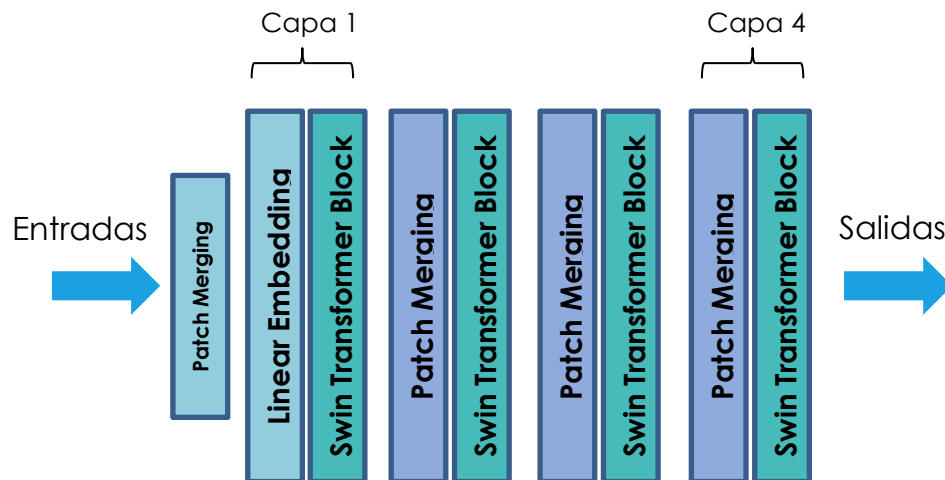 Capa 1
Capa 4
Entradas
Patch Merging
Linear Embedding
Swin Transformer Block
Patch Merging
Swin Transformer Block
Patch Merging
Swin Transformer Block
Patch Merging
Swin Transformer Block
Salidas